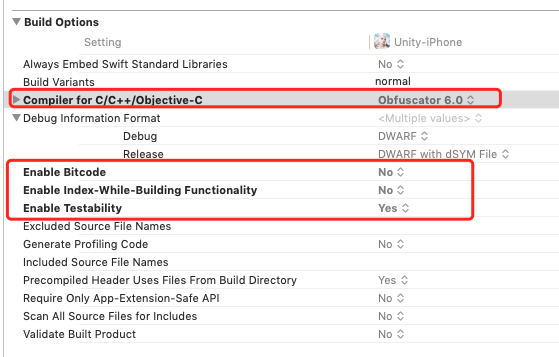 Build Options
Setting Unity-iPhone
Always Embed Swift Standard Libraries No
Build Variants normal
Compiler for C/C++/Objective-C Obfuscator 6.0
Debug Information Format <Multiple values>
Debug DWARF
Release DWARF with dSYM File
Enable Bitcode No
Enable Index-While-Building Functionality No
Enable Testability Yes
Excluded Source File Names
Generate Profiling Code No
Included Source File Names
Precompiled Header Uses Files From Build Directory Yes
Require Only App-Extension-Safe API No
Scan All Source Files for Includes No
Validate Built Product No